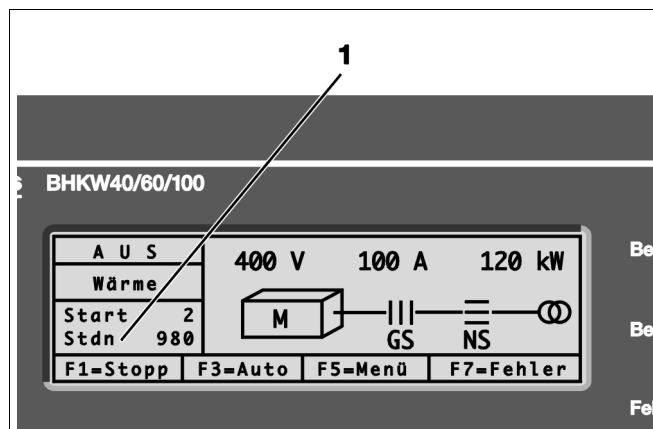 1
BHKW40/60/100
A U S
Wärme
Start 2
Stdn 980
400 V 100 A 120 kW
M
GS NS
F1=Stopp F3=Auto F5=Menü F7=Fehler